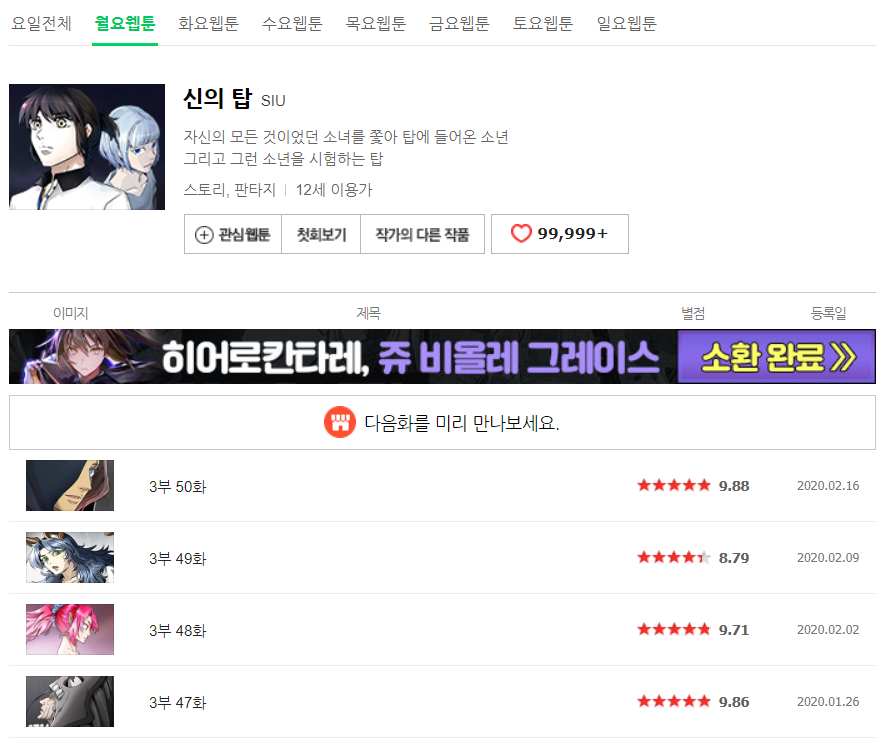 요일전체 월요웹툰 화요웹툰 수요웹툰 목요웹툰 금요웹툰 토요웹툰 일요웹툰
신의 탑 SIU
자신의 모든 것이었던 소녀를 쫓아 탑에 들어온 소년
그리고 그런 소년을 시험하는 탑
스토리, 판타지 | 12세 이용가
관심웹툰 첫회보기 작가의 다른 작품 99,999+
이미지 제목 별점 등록일
히어로칸타레, 쥬 비올레 그레이스 소환 완료
다음화를 미리 만나보세요.
3부 50화 9.88 2020.02.16
3부 49화 8.79 2020.02.09
3부 48화 9.71 2020.02.02
3부 47화 9.86 2020.01.26